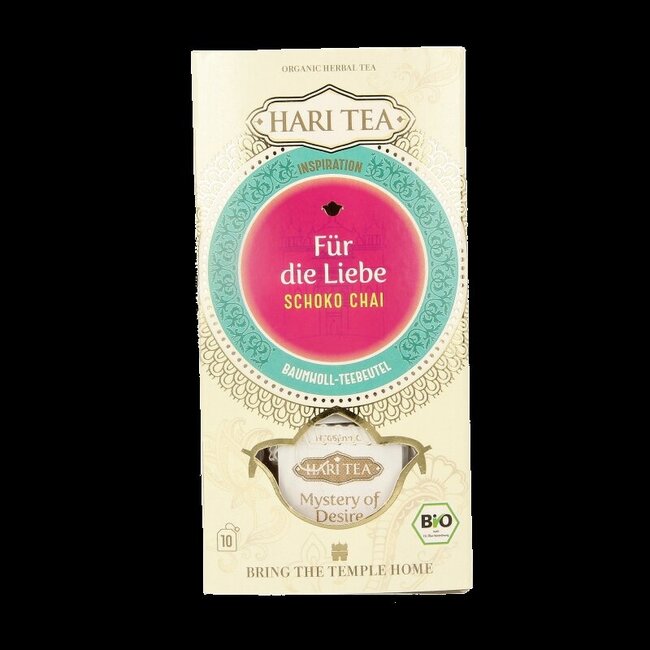 ORGANIC HERBAL TEA
HARI TEA
INSPIRATION
Für
die Liebe
SCHOKO CHAI
BAUMWOLL-TEEBEUTEL
HARI TEA
Mystery of
Desire
10
BIO
BRING THE TEMPLE HOME